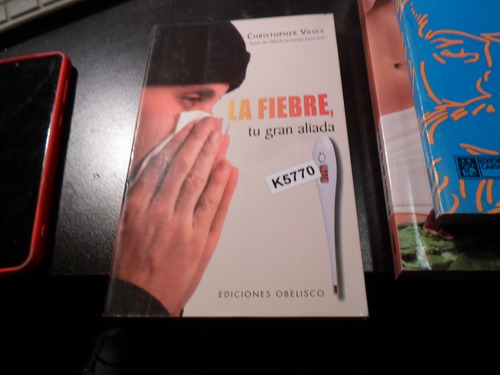 CHRISTOPHER VASEY
LA FIEBRE,
tu gran aliada
K5770
EDICIONES OBELISCO